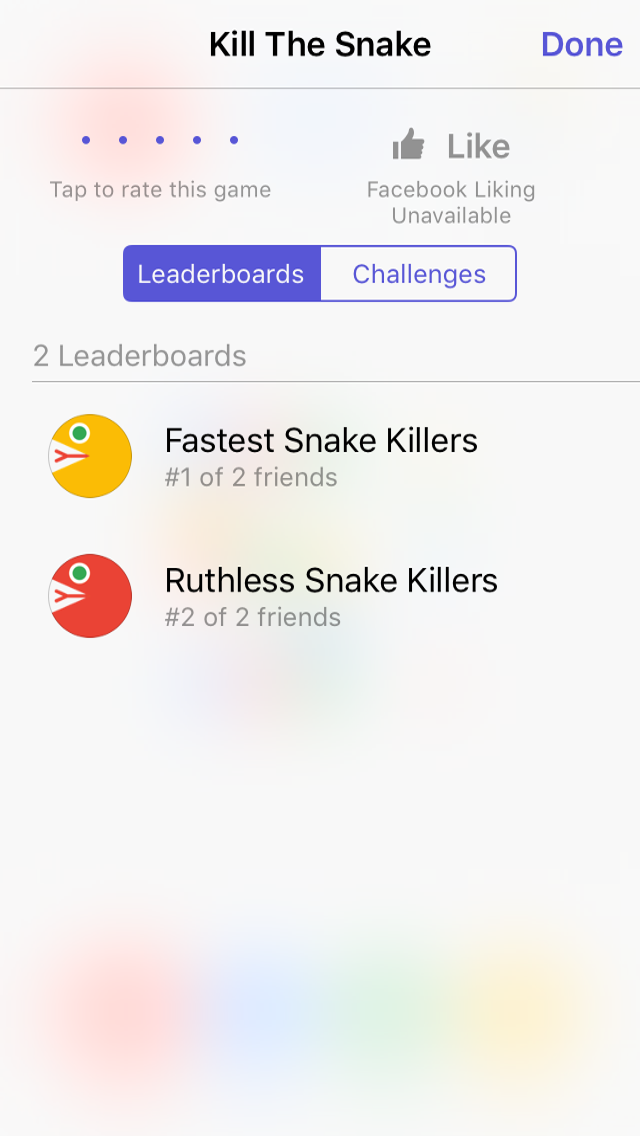 Kill The Snake
Done
Like
Tap to rate this game
Facebook Liking
Unavailable
Leaderboards
Challenges
2 Leaderboards
Fastest Snake Killers
#1 of 2 friends
Ruthless Snake Killers
#2 of 2 friends